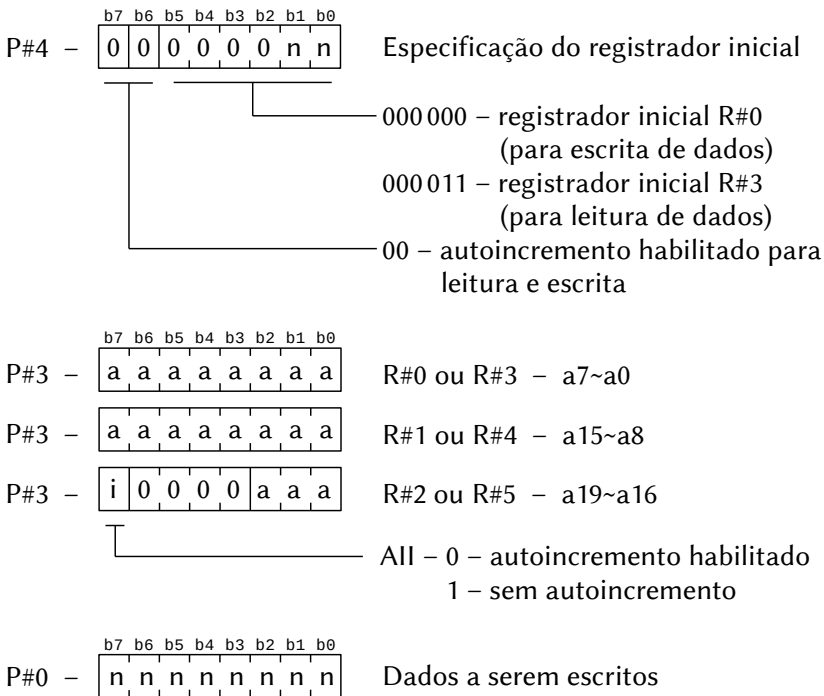 b7 b6 b5 b4 b3 b2 b1 b0
P#4 – 0 0 0 0 0 0 n n Especificação do registrador inicial
000 000 – registrador inicial R#0
(para escrita de dados)
000 011 – registrador inicial R#3
(para leitura de dados)
00 – autoincremento habilitado para
leitura e escrita
b7 b6 b5 b4 b3 b2 b1 b0
P#3 – a a a a a a a a R#0 ou R#3 – a7~a0
P#3 – a a a a a a a a R#1 ou R#4 – a15~a8
P#3 – i 0 0 0 0 a a a R#2 ou R#5 – a19~a16
AII – 0 – autoincremento habilitado
1 – sem autoincremento
b7 b6 b5 b4 b3 b2 b1 b0
P#0 – n n n n n n n n Dados a serem escritos